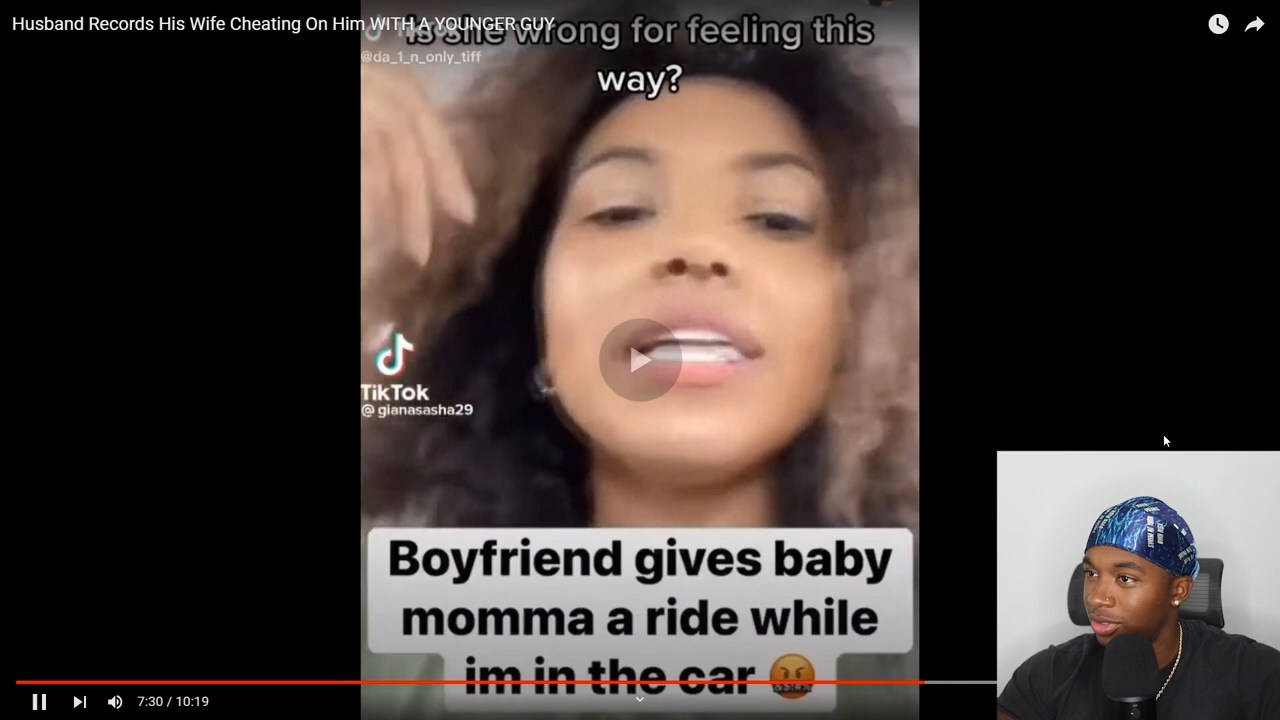 Husband Records His Wife Cheating On Him WITH A YOUNGER GUY
is she wrong for feeling this
way?
@da_1_n_only_tiff
TikTok
@gianasasha29
Boyfriend gives baby
momma a ride while
im in the car 🤬
7:30 / 10:19